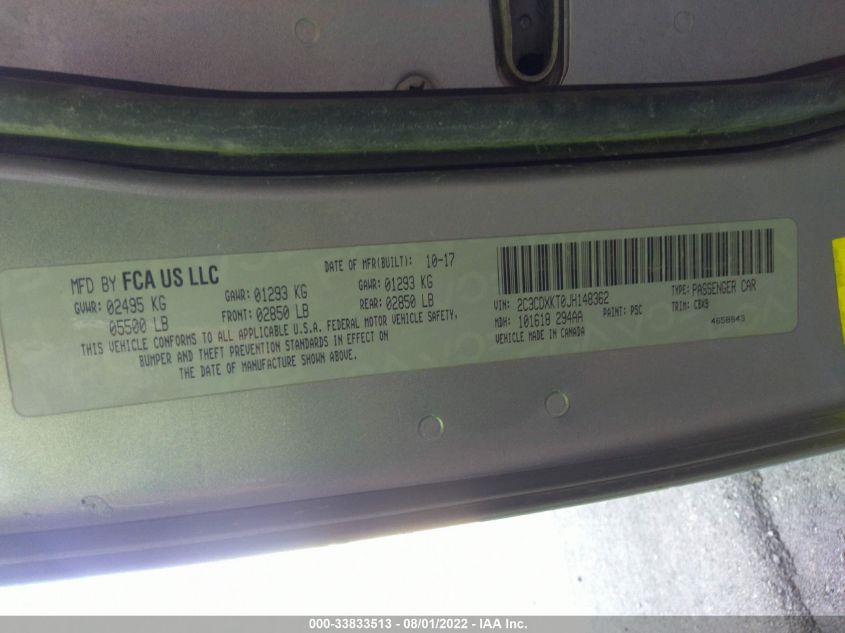 MFD BY FCA US LLC
DATE OF MFR(BUILT): 10-17
GVWR: 02495 KG
GAWR: 01293 KG
GAWR: 01293 KG
05500 LB
FRONT: 02850 LB
REAR: 02850 LB
THIS VEHICLE CONFORMS TO ALL APPLICABLE U.S.A. FEDERAL MOTOR VEHICLE SAFETY,
BUMPER AND THEFT PREVENTION STANDARDS IN EFFECT ON
THE DATE OF MANUFACTURE SHOWN ABOVE.
VIN: 2C3CDXKT0JH148362
TYPE: PASSENGER CAR
MDH: 101618 294AA
PAINT: PSC
TRIM: CBX9
VEHICLE MADE IN CANADA
4658643
000-33833513 - 08/01/2022 - IAA Inc.